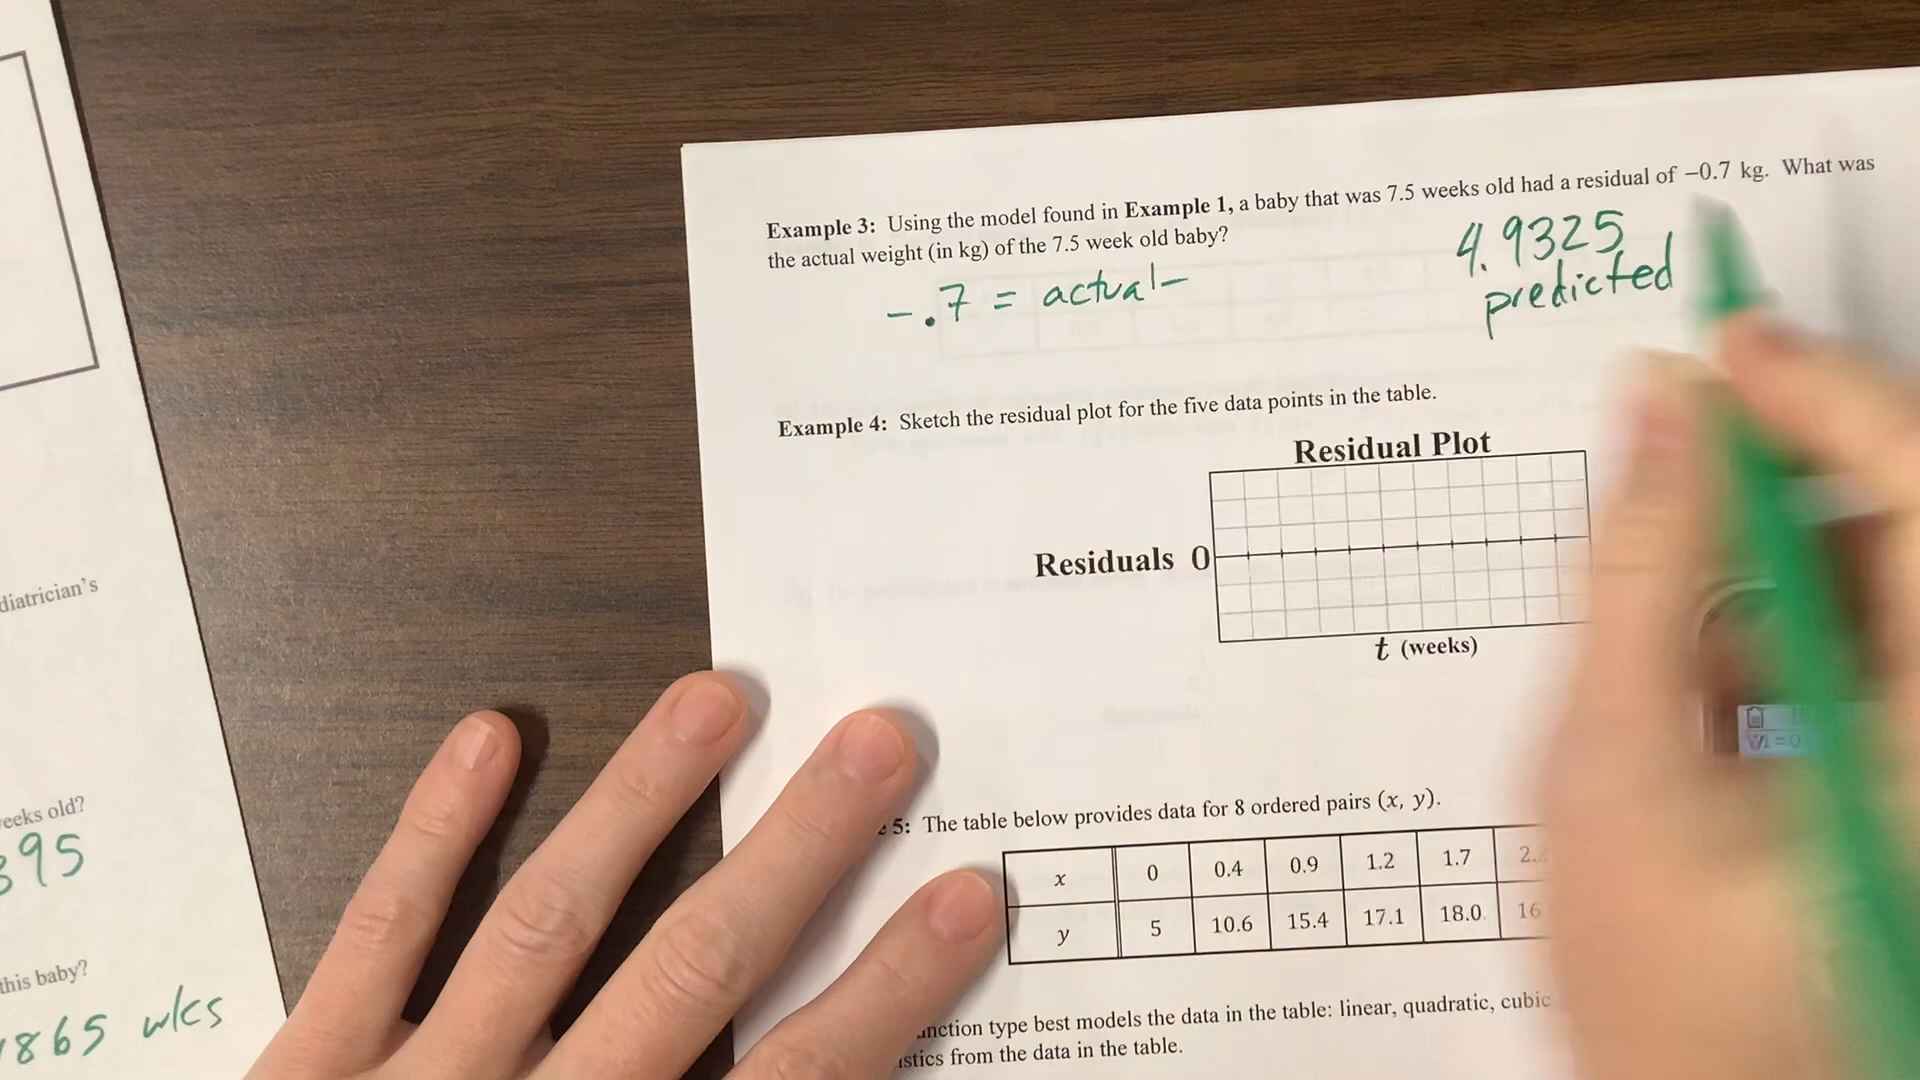 Example 3: Using the model found in Example 1, a baby that was 7.5 weeks old had a residual of −0.7 kg. What was
the actual weight (in kg) of the 7.5 week old baby?
4.9325
predicted
-.7 = actual-
Example 4: Sketch the residual plot for the five data points in the table.
Residual Plot
Residuals 0
t (weeks)
5: The table below provides data for 8 ordered pairs (x, y).
x 0 0.4 0.9 1.2 1.7
y 5 10.6 15.4 17.1 18.0 16
type best models the data in the table: linear, quadratic, cubic
from the data in the table.
old?
95
this baby?
865 wks